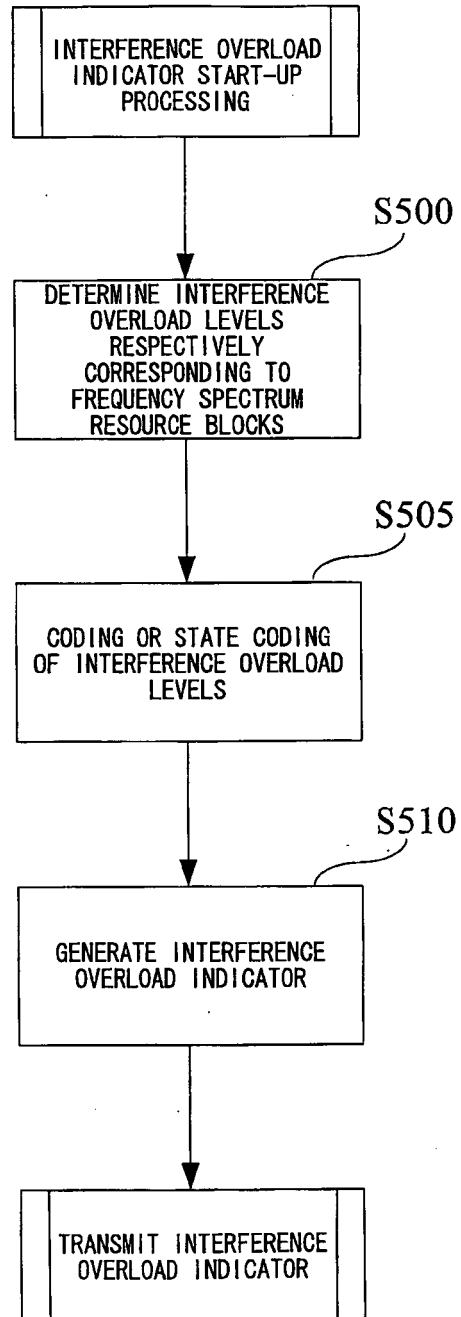 INTERFERENCE OVERLOAD
INDICATOR START-UP
PROCESSING
S500
DETERMINE INTERFERENCE
OVERLOAD LEVELS
RESPECTIVELY
CORRESPONDING TO
FREQUENCY SPECTRUM
RESOURCE BLOCKS
S505
CODING OR STATE CODING
OF INTERFERENCE OVERLOAD
LEVELS
S510
GENERATE INTERFERENCE
OVERLOAD INDICATOR
TRANSMIT INTERFERENCE
OVERLOAD INDICATOR